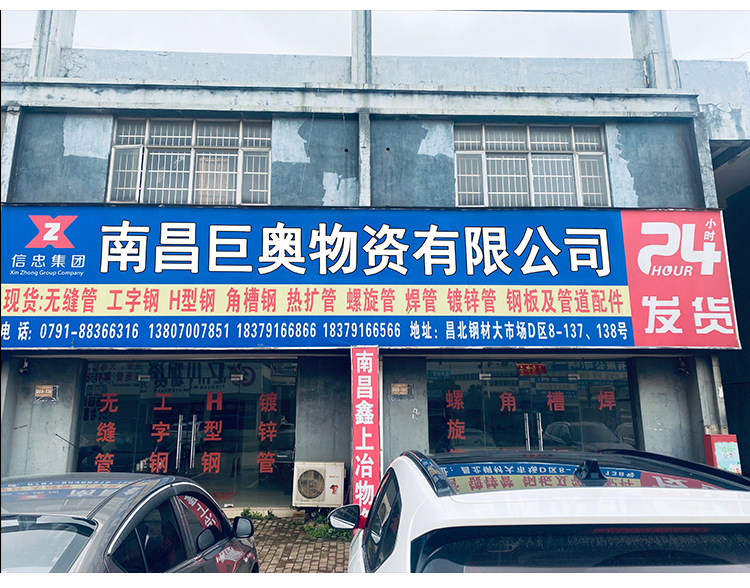 南昌巨奥物资有限公司
XZ
信忠集团
Xin Zhong Group Company
24小时
HOUR
发货
现货:无缝管 工字钢 H型钢 角槽钢 热扩管 螺旋管 焊管 镀锌管 钢板及管道配件
电 话: 0791-88366316 13807007851 18379166866 18379166566 地址: 昌北钢材大市场D区8-137、138号
无缝管
工字钢
H型钢
镀锌管
南昌鑫上冶物
螺旋
角
槽
焊